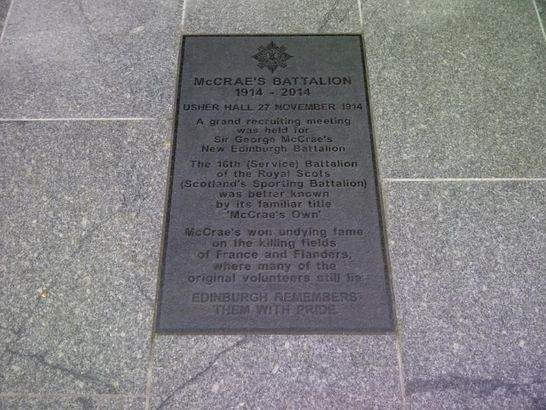 McCRAE'S BATTALION
1914 - 2014
USHER HALL 27 NOVEMBER 1914
A grand recruiting meeting
was held for
Sir George McCrae's
New Edinburgh Battalion
The 16th (Service) Battalion
of the Royal Scots
(Scotland's Sporting Battalion)
was better known
by its familiar title
'McCrae's Own'
McCrae's won undying fame
on the killing fields
of France and Flanders,
where many of the
original volunteers still lie
EDINBURGH REMEMBERS
THEM WITH PRIDE